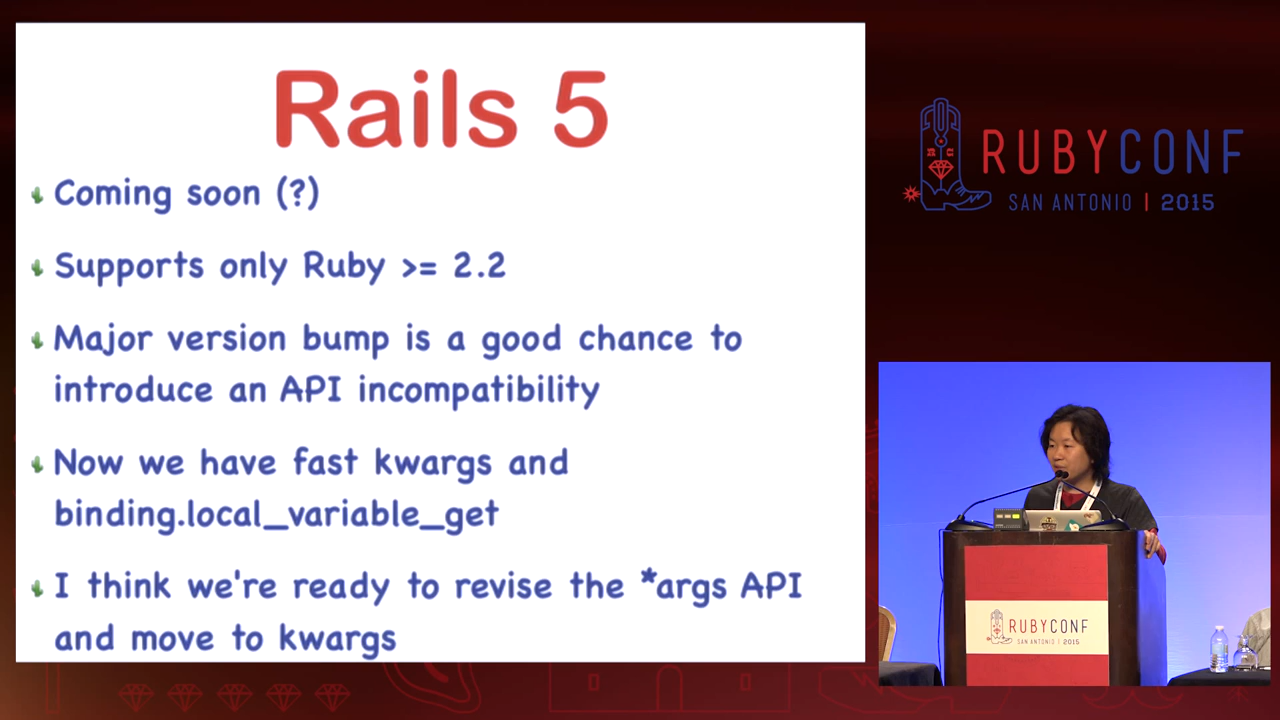 Rails 5
Coming soon (?)
Supports only Ruby >= 2.2
Major version bump is a good chance to
introduce an API incompatibility
Now we have fast kwargs and
binding.local_variable_get
I think we're ready to revise the *args API
and move to kwargs
RUBYCONF
SAN ANTONIO | 2015
RUBYCONF
SAN ANTONIO | 2015